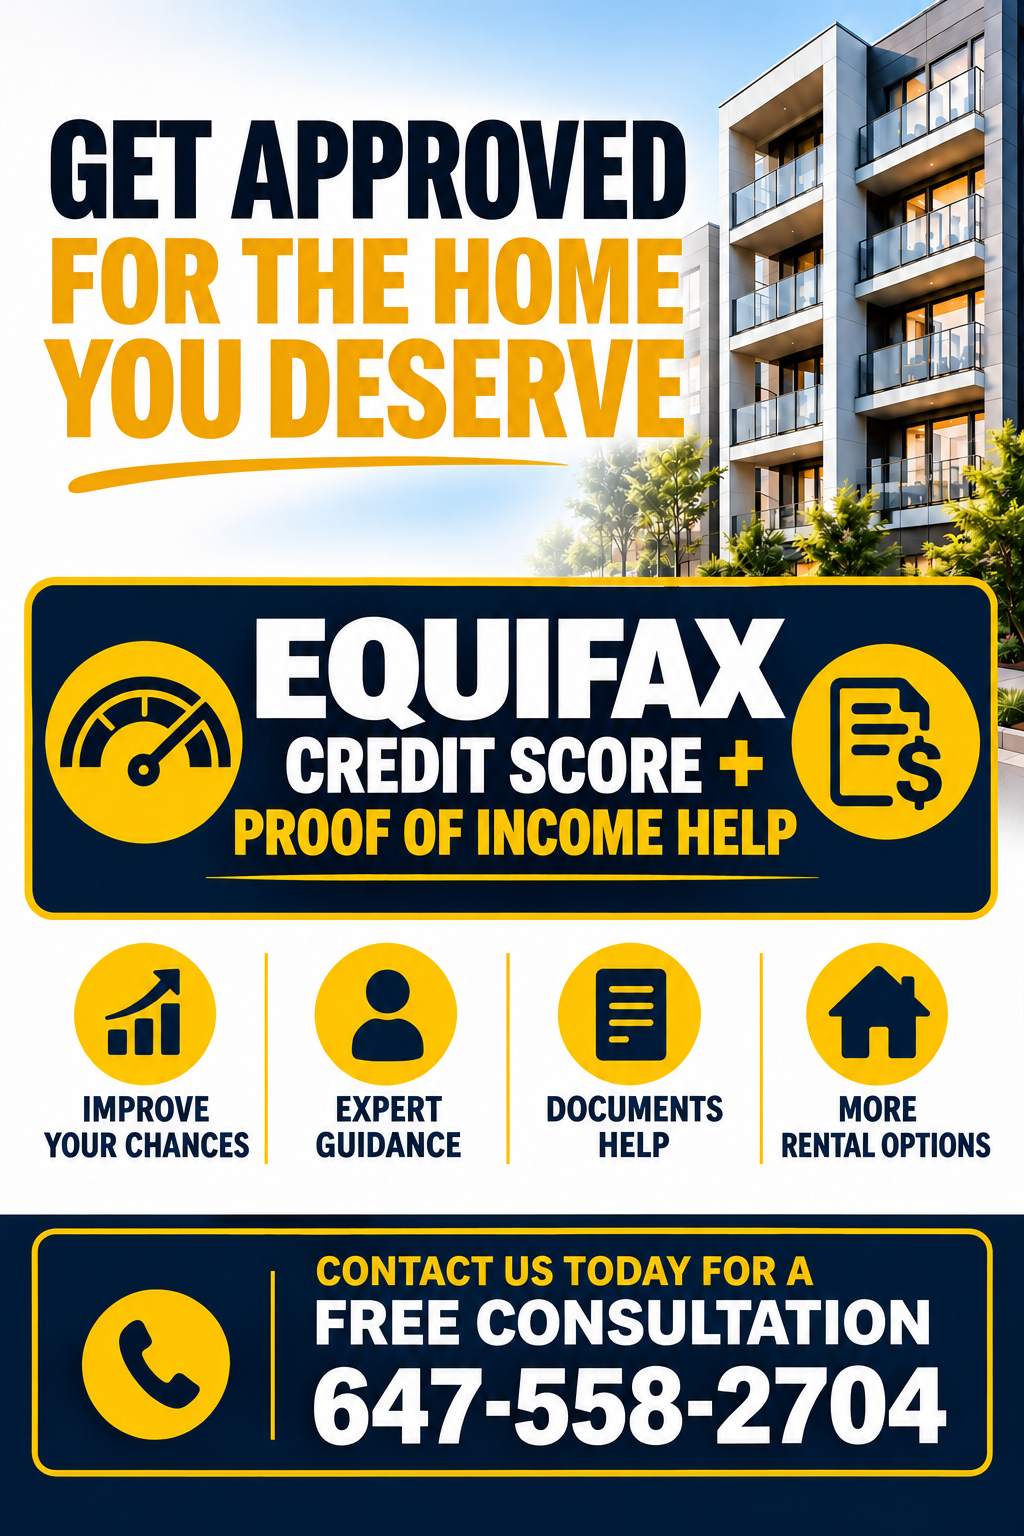 GET APPROVED
FOR THE HOME
YOU DESERVE
EQUIFAX
CREDIT SCORE +
PROOF OF INCOME HELP
IMPROVE
YOUR CHANCES
EXPERT
GUIDANCE
DOCUMENTS
HELP
MORE
RENTAL OPTIONS
CONTACT US TODAY FOR A
FREE CONSULTATION
647-558-2704